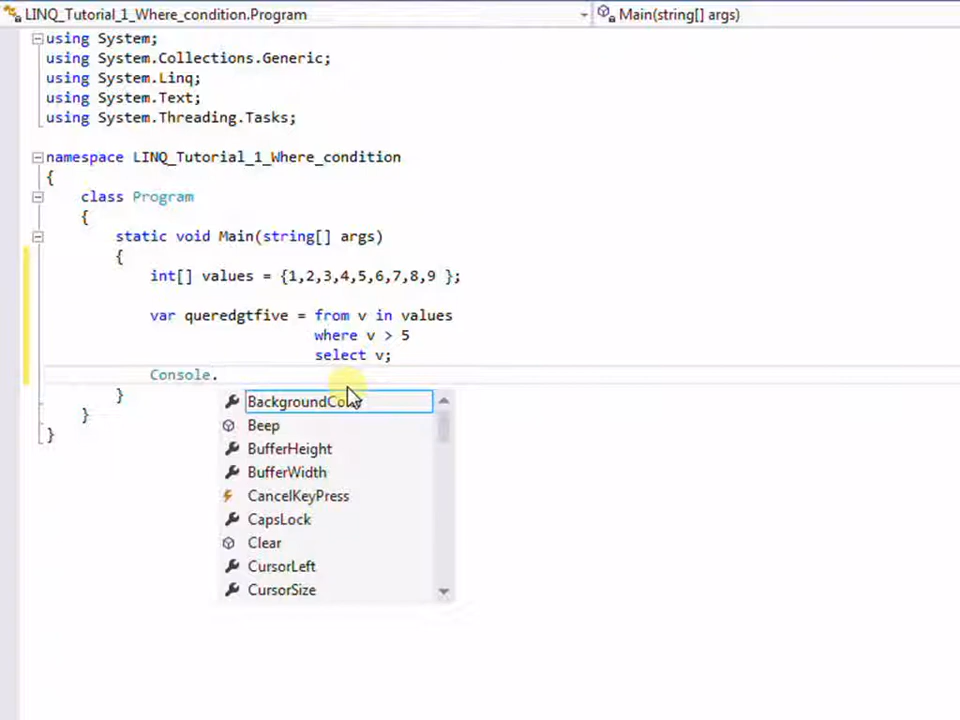 LINQ_Tutorial_1_Where_condition.Program Main(string[] args)
using System;
using System.Collections.Generic;
using System.Linq;
using System.Text;
using System.Threading.Tasks;
namespace LINQ_Tutorial_1_Where_condition
{
class Program
{
static void Main(string[] args)
{
int[] values = {1,2,3,4,5,6,7,8,9 };
var queredgtfive = from v in values
where v > 5
select v;
Console.
}
}
}
BackgroundColor
Beep
BufferHeight
BufferWidth
CancelKeyPress
CapsLock
Clear
CursorLeft
CursorSize